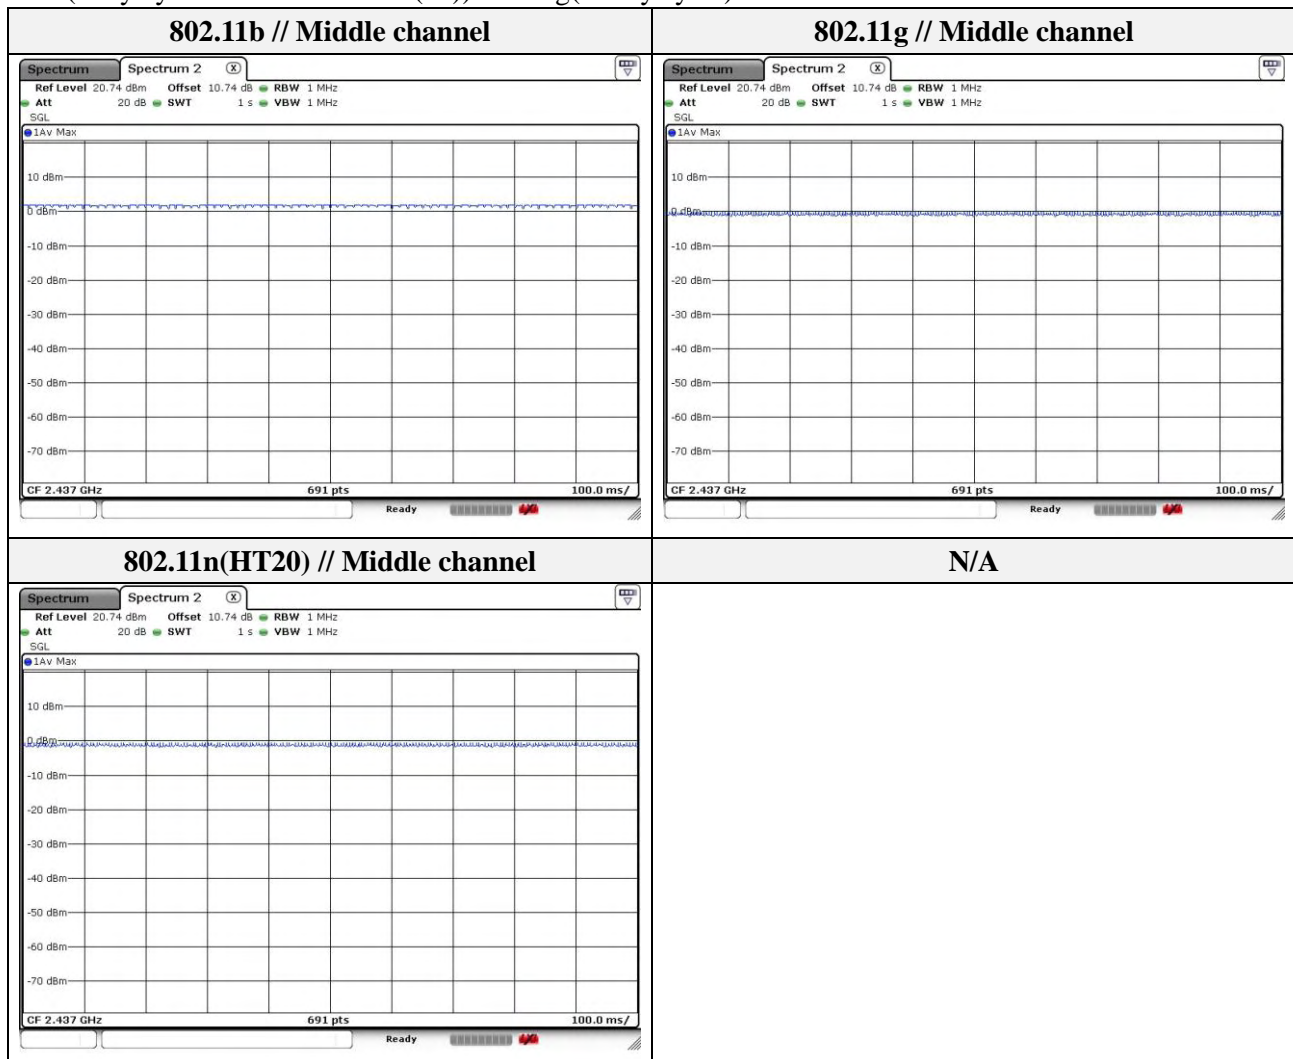 802.11b // Middle channel
Spectrum Spectrum 2 X
Ref Level 20.74 dBm Offset 10.74 dB RBW 1 MHz
Att 20 dB SWT 1 s VBW 1 MHz
SGL
1Av Max
10 dBm
0 dBm
-10 dBm
-20 dBm
-30 dBm
-40 dBm
-50 dBm
-60 dBm
-70 dBm
CF 2.437 GHz 691 pts 100.0 ms/
Ready
802.11g // Middle channel
Spectrum Spectrum 2 X
Ref Level 20.74 dBm Offset 10.74 dB RBW 1 MHz
Att 20 dB SWT 1 s VBW 1 MHz
SGL
1Av Max
10 dBm
0 dBm
-10 dBm
-20 dBm
-30 dBm
-40 dBm
-50 dBm
-60 dBm
-70 dBm
CF 2.437 GHz 691 pts 100.0 ms/
Ready
802.11n(HT20) // Middle channel
Spectrum Spectrum 2 X
Ref Level 20.74 dBm Offset 10.74 dB RBW 1 MHz
Att 20 dB SWT 1 s VBW 1 MHz
SGL
1Av Max
10 dBm
0 dBm
-10 dBm
-20 dBm
-30 dBm
-40 dBm
-50 dBm
-60 dBm
-70 dBm
CF 2.437 GHz 691 pts 100.0 ms/
Ready
N/A